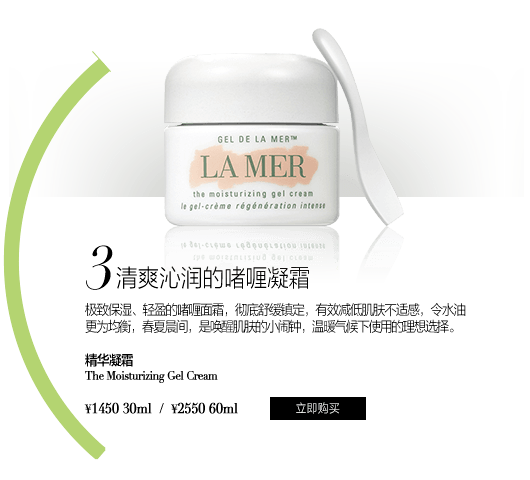 GEL DE LA MER™
LA MER
the moisturizing gel cream
le gel-crème régénération intense
3清爽沁润的啫喱凝霜
极致保湿、轻盈的啫喱面霜，彻底舒缓镇定，有效减低肌肤不适感，令水油
更为均衡，春夏晨间，是唤醒肌肤的小闹钟，温暖气候下使用的理想选择。
精华凝霜
The Moisturizing Gel Cream
¥1450 30ml / ¥2550 60ml
立即购买